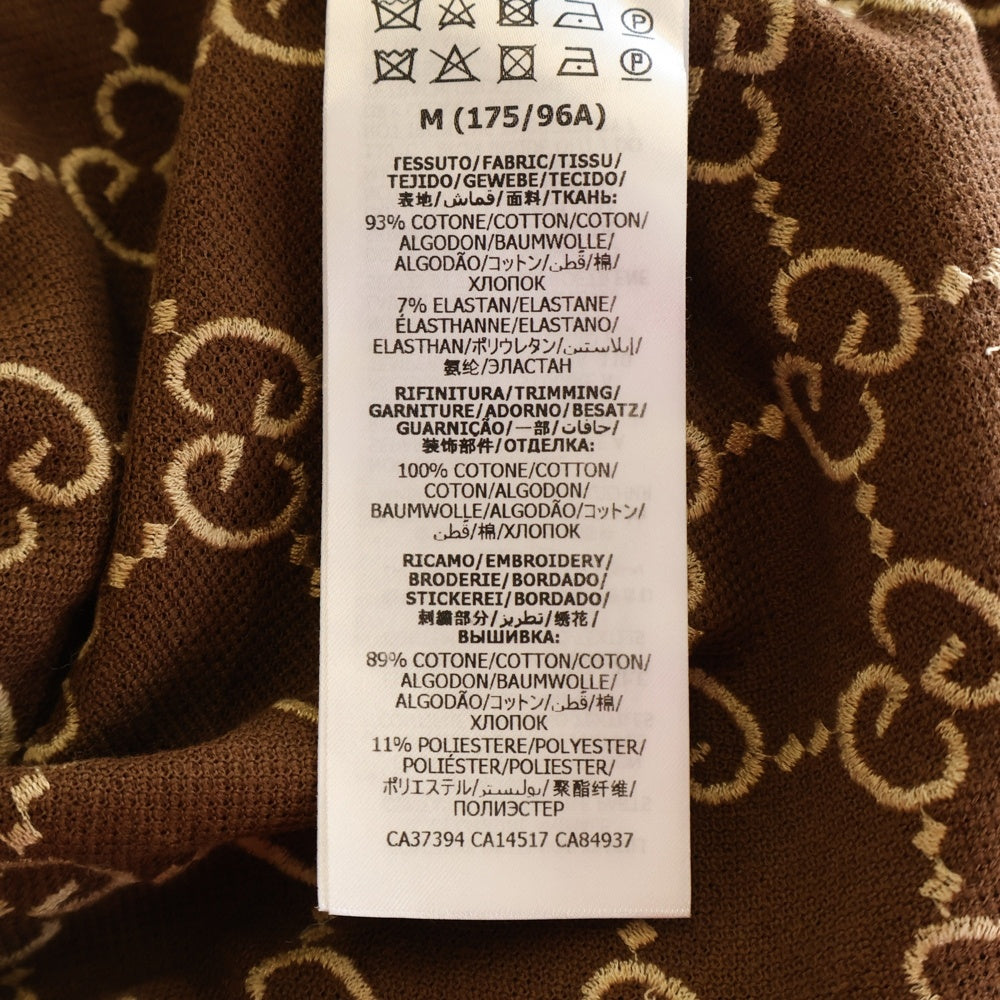 M (175/96A)
TESSUTO/FABRIC/TISSU/
TEJIDO/GEWEBE/TECIDO/
表地/قماش/面料/ТКАНЬ:
93% COTONE/COTTON/COTON/
ALGODON/BAUMWOLLE/
ALGODÃO/コットン/قطن/棉/
ХЛОПОК
7% ELASTAN/ELASTANE/
ÉLASTHANNE/ELASTANO/
ELASTHAN/ポリウレタン/إيلاستين/
氨纶/ЭЛАСТАН
RIFINITURA/TRIMMING/
GARNITURE/ADORNO/BESATZ/
GUARNIÇÃO/一部/حافات/
装饰部件/ОТДЕЛКА:
100% COTONE/COTTON/
COTON/ALGODON/
BAUMWOLLE/ALGODÃO/コットン/
قطن/棉/ХЛОПОК
RICAMO/EMBROIDERY/
BRODERIE/BORDADO/
STICKEREI/BORDADO/
刺繍部分/تطريز/绣花/
ВЫШИВКА:
89% COTONE/COTTON/COTON/
ALGODON/BAUMWOLLE/
ALGODÃO/コットン/قطن/棉/
ХЛОПОК
11% POLIESTERE/POLYESTER/
POLIÉSTER/POLIESTER/
ポリエステル/بوليستر/聚酯纤维/
ПОЛИЭСТЕР
CA37394 CA14517 CA84937